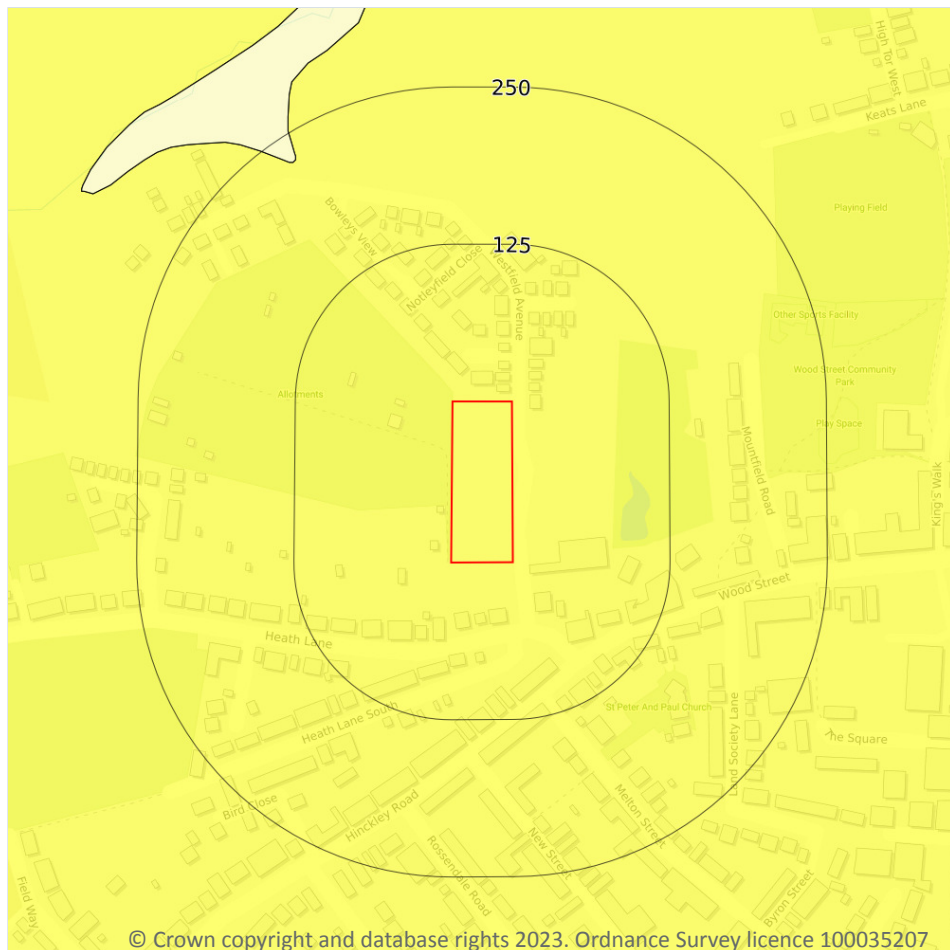 High Tor West
250
Keats Lane
Bowleys View
Playing Field
125
Notleyfield Close
Westfield Avenue
Other Sports Facility
Wood Street Community
Park
Allotments
Play Space
Mountfield Road
King's Walk
Wood Street
Heath Lane
St Peter And Paul Church
Heath Lane South
Land Society Lane
The Square
Bird Close
Hinckley Road
Melton Street
New Street
Rossendale Road
Byron Street
Field Way
© Crown copyright and database rights 2023. Ordnance Survey licence 100035207